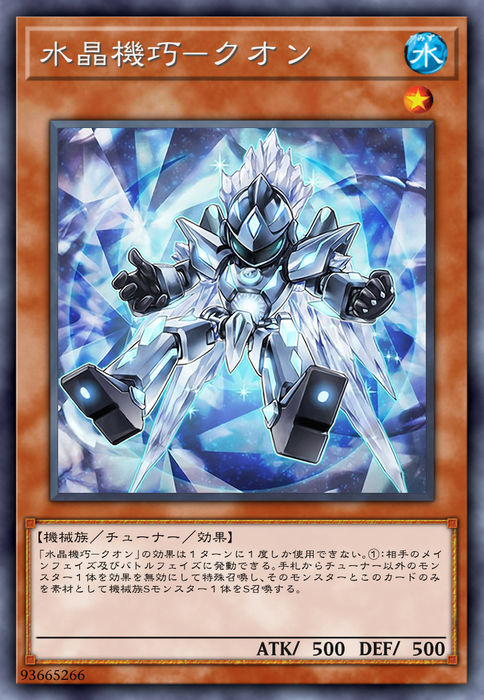 水晶機巧－クオン
みず
水
【機械族／チューナー／効果】
「水晶機巧－クオン」の効果は１ターンに１度しか使用できない。①：相手のメイ
ンフェイズ及びバトルフェイズに発動できる。手札からチューナー以外のモン
スター１体を効果を無効にして特殊召喚し、そのモンスターとこのカードのみ
を素材として機械族Sモンスター１体をS召喚する。
ATK/ 500 DEF/ 500
93665266